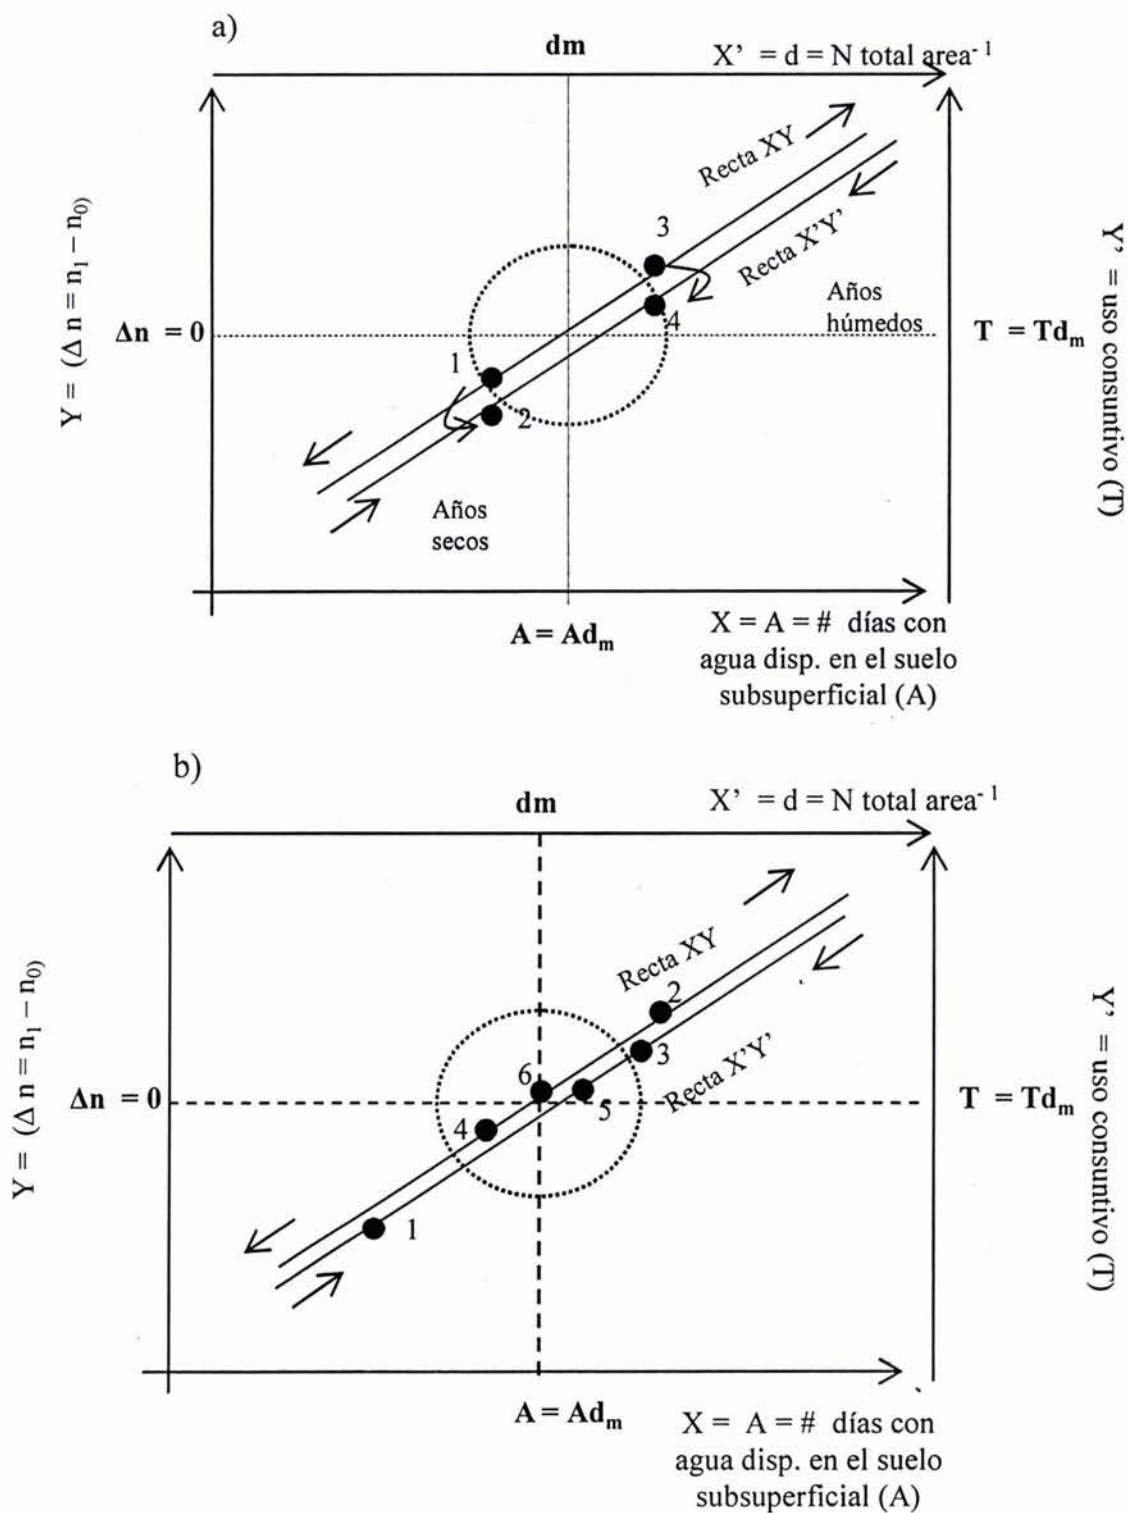 a)
dm
X’ = d = N total area⁻¹
Recta XY
Recta X’Y’
3
4
1
2
Años
húmedos
Años
secos
Δn = 0
T = Tdₘ
Y = (Δ n = n₁ – n₀)
Y’ = uso consuntivo (T)
A = Adₘ
X = A = # días con
agua disp. en el suelo
subsuperficial (A)
b)
dm
X’ = d = N total area⁻¹
Recta XY
Recta X’Y’
2
3
6
5
4
1
Δn = 0
T = Tdₘ
Y = (Δ n = n₁ – n₀)
Y’ = uso consuntivo (T)
A = Adₘ
X = A = # días con
agua disp. en el suelo
subsuperficial (A)